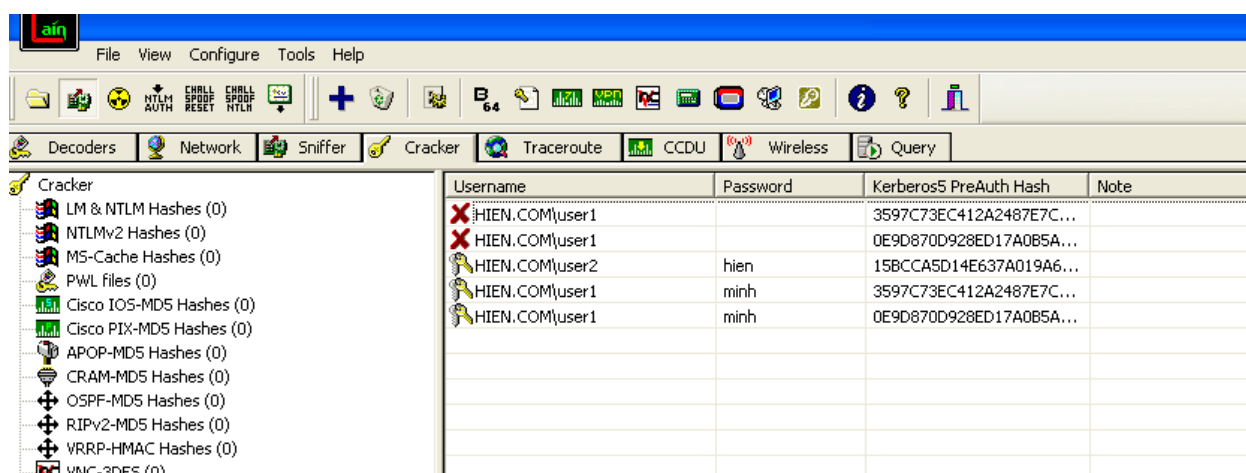 ain
File View Configure Tools Help
NTLM AUTH CHALL SPOOF RESET CHALL SPOOF NTLM B64
Decoders Network Sniffer Cracker Traceroute CCDU Wireless Query
Cracker
LM & NTLM Hashes (0)
NTLMv2 Hashes (0)
MS-Cache Hashes (0)
PWL files (0)
Cisco IOS-MD5 Hashes (0)
Cisco PIX-MD5 Hashes (0)
APOP-MD5 Hashes (0)
CRAM-MD5 Hashes (0)
OSPF-MD5 Hashes (0)
RIPv2-MD5 Hashes (0)
VRRP-HMAC Hashes (0)
VNC-3DES (0)
Username Password Kerberos5 PreAuth Hash Note
HIEN.COM\user1 3597C73EC412A2487E7C...
HIEN.COM\user1 0E9D870D928ED17A0B5A...
HIEN.COM\user2 hien 15BCCA5D14E637A019A6...
HIEN.COM\user1 minh 3597C73EC412A2487E7C...
HIEN.COM\user1 minh 0E9D870D928ED17A0B5A...